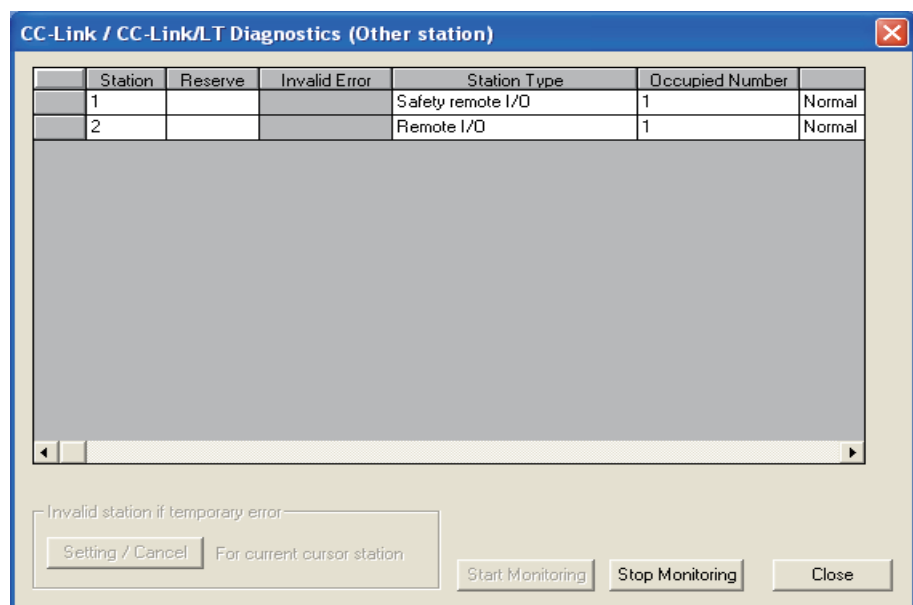 CC-Link / CC-Link/LT Diagnostics (Other station)
Station Reserve Invalid Error Station Type Occupied Number
1 Safety remote I/O 1 Normal
2 Remote I/O 1 Normal
Invalid station if temporary error
Setting / Cancel For current cursor station
Start Monitoring Stop Monitoring Close